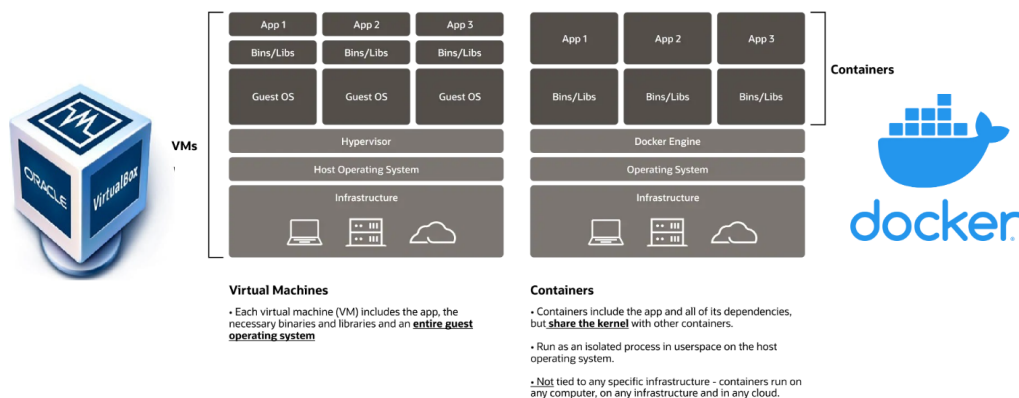 App 1
App 2
App 3
Bins/Libs
Bins/Libs
Bins/Libs
Guest OS
Guest OS
Guest OS
Hypervisor
Host Operating System
Infrastructure
VMs
ORACLE
VirtualBox
App 1
App 2
App 3
Bins/Libs
Bins/Libs
Bins/Libs
Docker Engine
Operating System
Infrastructure
Containers
docker
Virtual Machines
• Each virtual machine (VM) includes the app, the
necessary binaries and libraries and an entire guest
operating system
Containers
• Containers include the app and all of its dependencies,
but share the kernel with other containers.
• Run as an isolated process in userspace on the host
operating system.
• Not tied to any specific infrastructure - containers run on
any computer, on any infrastructure and in any cloud.